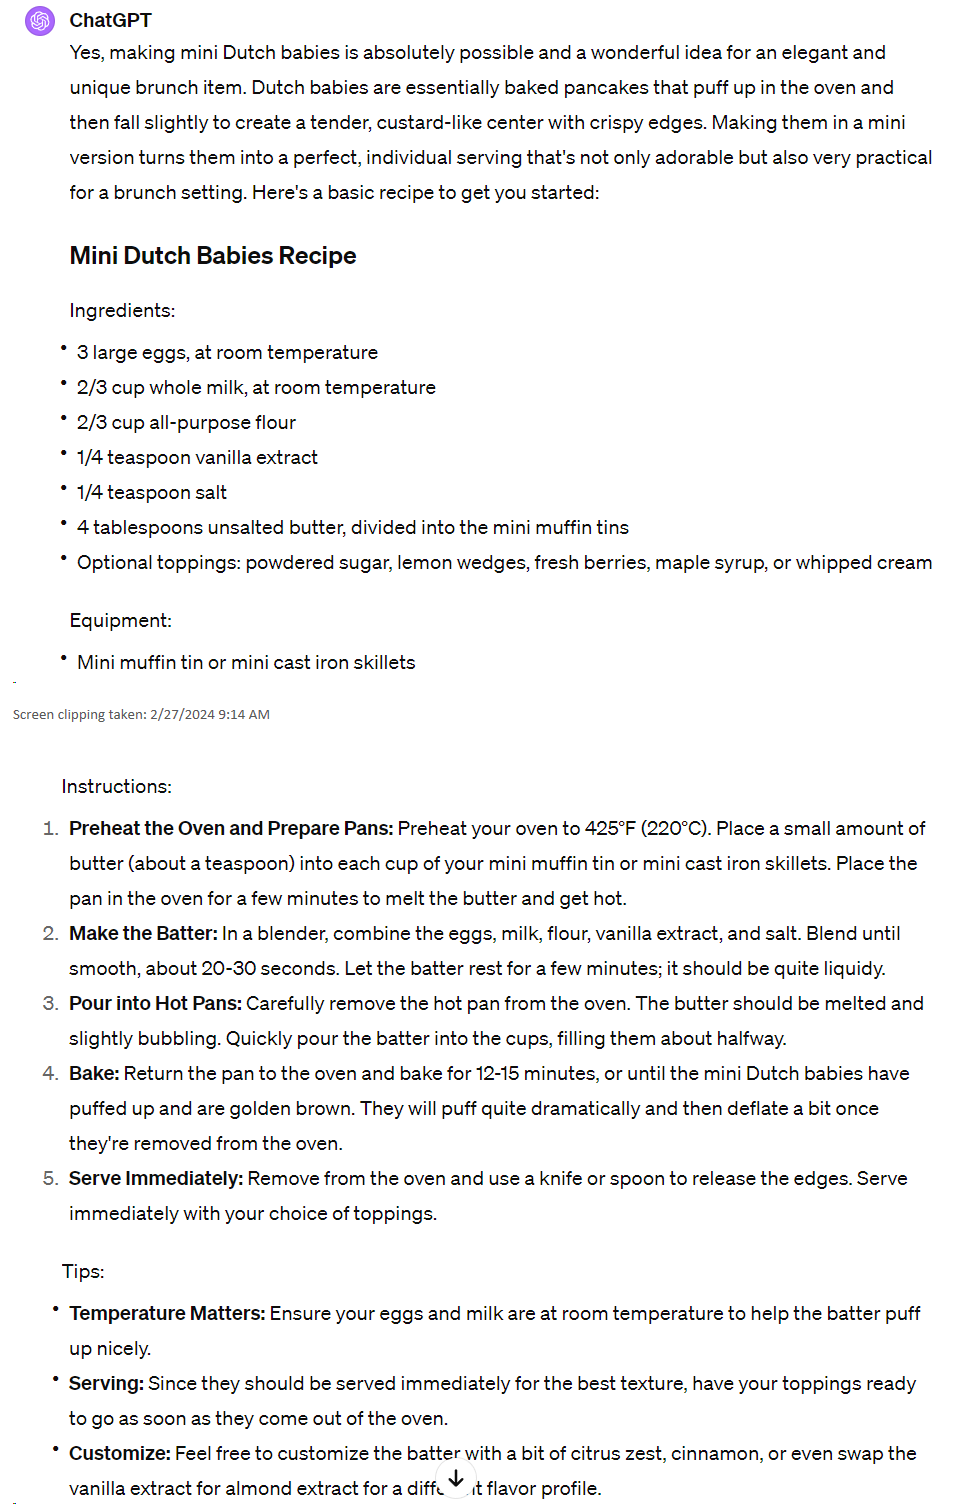 ChatGPT
Yes, making mini Dutch babies is absolutely possible and a wonderful idea for an elegant and
unique brunch item. Dutch babies are essentially baked pancakes that puff up in the oven and
then fall slightly to create a tender, custard-like center with crispy edges. Making them in a mini
version turns them into a perfect, individual serving that's not only adorable but also very practical
for a brunch setting. Here's a basic recipe to get you started:
Mini Dutch Babies Recipe
Ingredients:
• 3 large eggs, at room temperature
• 2/3 cup whole milk, at room temperature
• 2/3 cup all-purpose flour
• 1/4 teaspoon vanilla extract
• 1/4 teaspoon salt
• 4 tablespoons unsalted butter, divided into the mini muffin tins
• Optional toppings: powdered sugar, lemon wedges, fresh berries, maple syrup, or whipped cream
Equipment:
• Mini muffin tin or mini cast iron skillets
Screen clipping taken: 2/27/2024 9:14 AM
Instructions:
1. Preheat the Oven and Prepare Pans: Preheat your oven to 425°F (220°C). Place a small amount of
butter (about a teaspoon) into each cup of your mini muffin tin or mini cast iron skillets. Place the
pan in the oven for a few minutes to melt the butter and get hot.
2. Make the Batter: In a blender, combine the eggs, milk, flour, vanilla extract, and salt. Blend until
smooth, about 20-30 seconds. Let the batter rest for a few minutes; it should be quite liquidy.
3. Pour into Hot Pans: Carefully remove the hot pan from the oven. The butter should be melted and
slightly bubbling. Quickly pour the batter into the cups, filling them about halfway.
4. Bake: Return the pan to the oven and bake for 12-15 minutes, or until the mini Dutch babies have
puffed up and are golden brown. They will puff quite dramatically and then deflate a bit once
they're removed from the oven.
5. Serve Immediately: Remove from the oven and use a knife or spoon to release the edges. Serve
immediately with your choice of toppings.
Tips:
• Temperature Matters: Ensure your eggs and milk are at room temperature to help the batter puff
up nicely.
• Serving: Since they should be served immediately for the best texture, have your toppings ready
to go as soon as they come out of the oven.
• Customize: Feel free to customize the batter with a bit of citrus zest, cinnamon, or even swap the
vanilla extract for almond extract for a flavor profile.